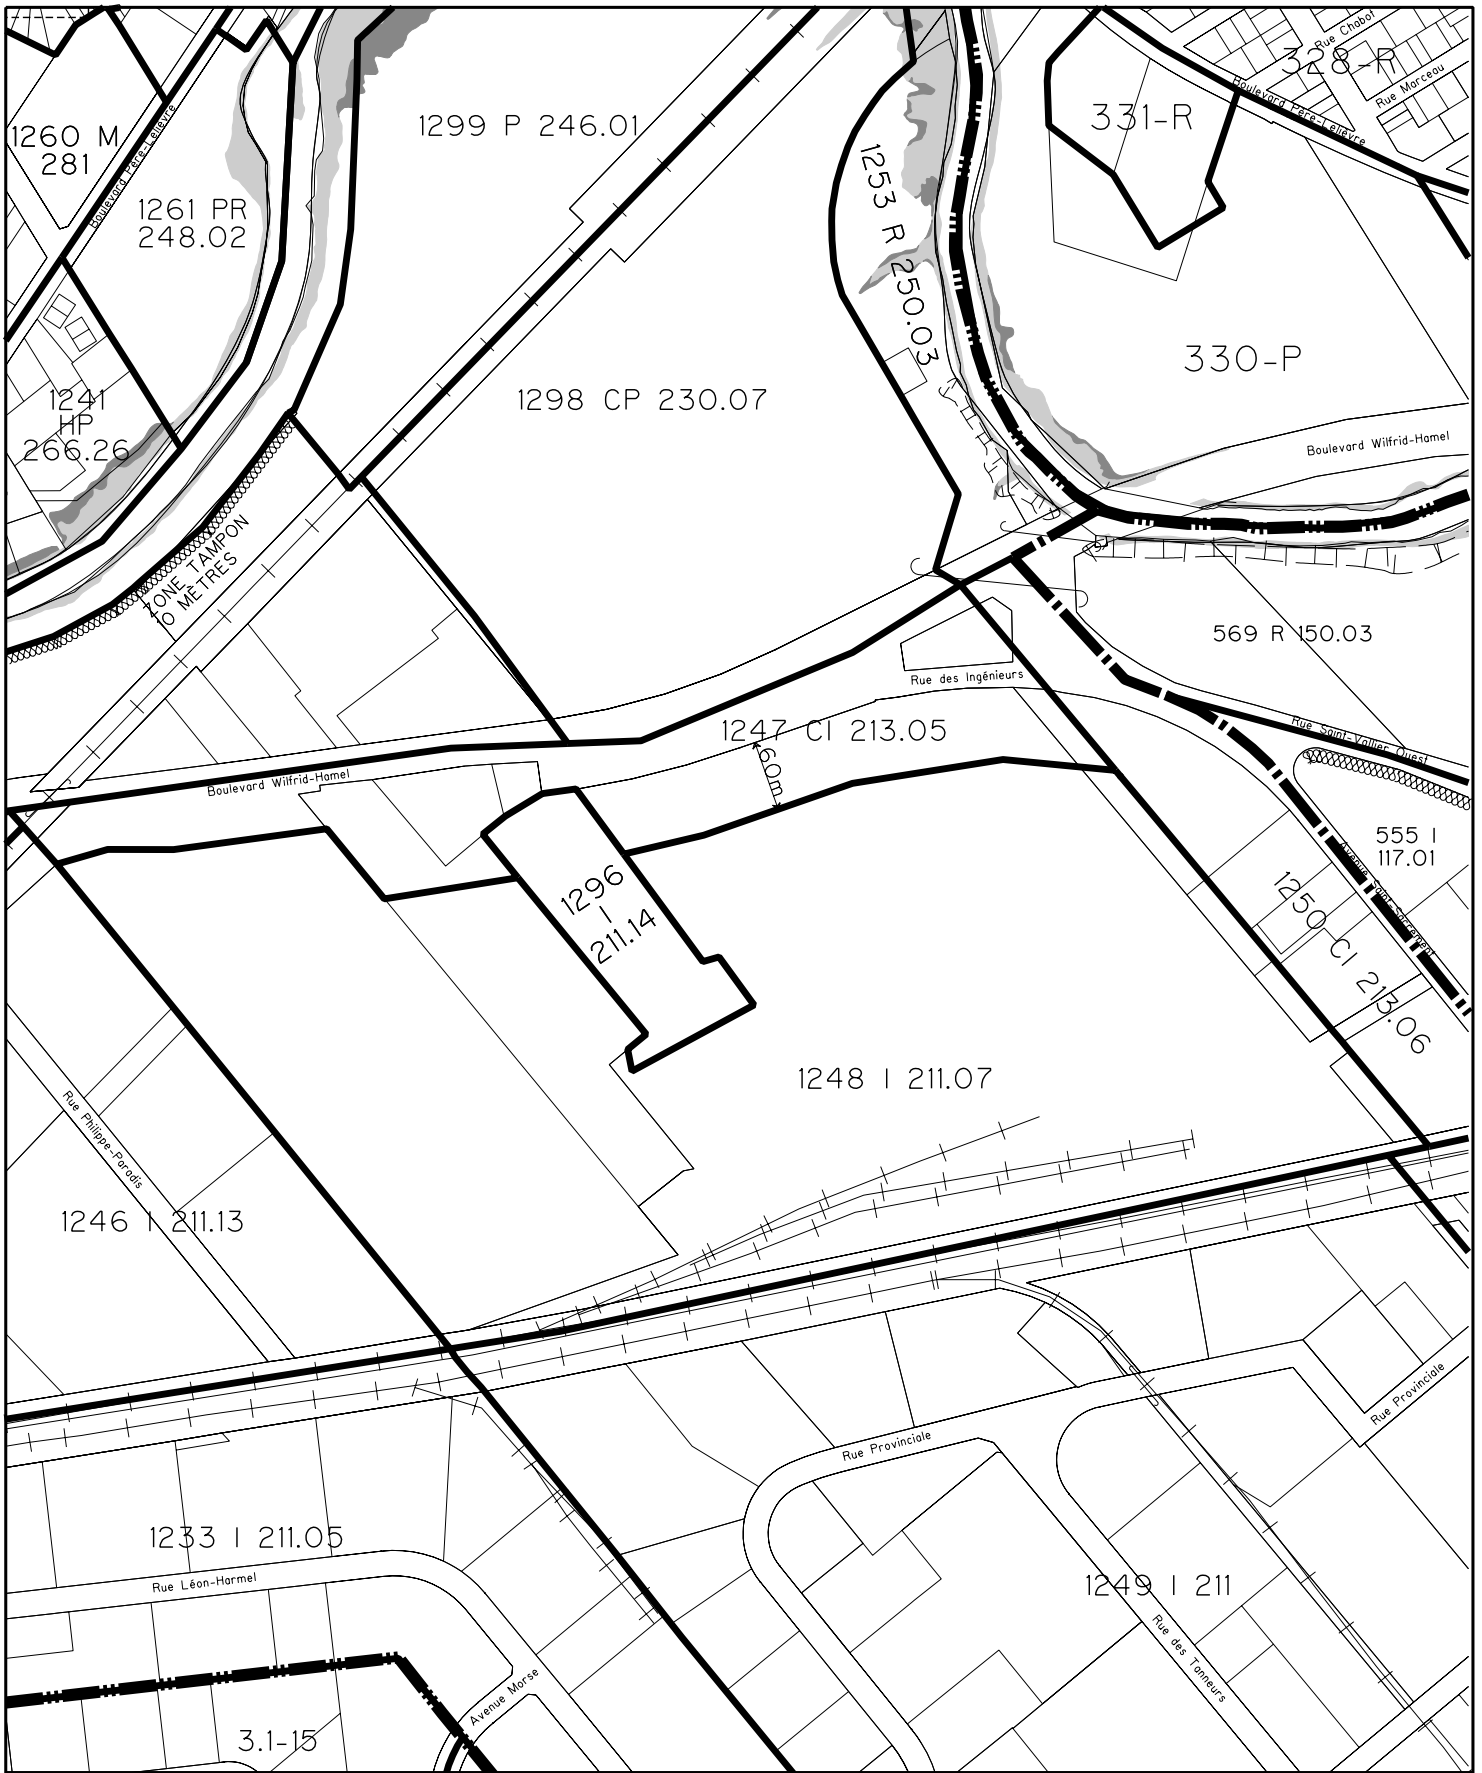 Rue Chabot
328-R
Rue Marceau
Boulevard Père-Lelièvre
331-R
1299 P 246.01
1260 M
281
Boulevard Père-Lelièvre
1261 PR
248.02
1253 R 250.03
330-P
1298 CP 230.07
1241
HP
266.26
Boulevard Wilfrid-Hamel
ZONE TAMPON
10 MÈTRES
569 R 150.03
Rue des Ingénieurs
1247 CI 213.05
Rue Saint-Vallier Ouest
60m
Boulevard Wilfrid-Hamel
555 I
117.01
Avenue Saint-Sacrement
1296
I
211.14
1250 CI 213.06
1248 I 211.07
Rue Philippe-Paradis
1246 I 211.13
Rue Provinciale
Rue Provinciale
1233 I 211.05
Rue Léon-Harmel
1249 I 211
Rue des Tanneurs
Avenue Morse
3.1-15